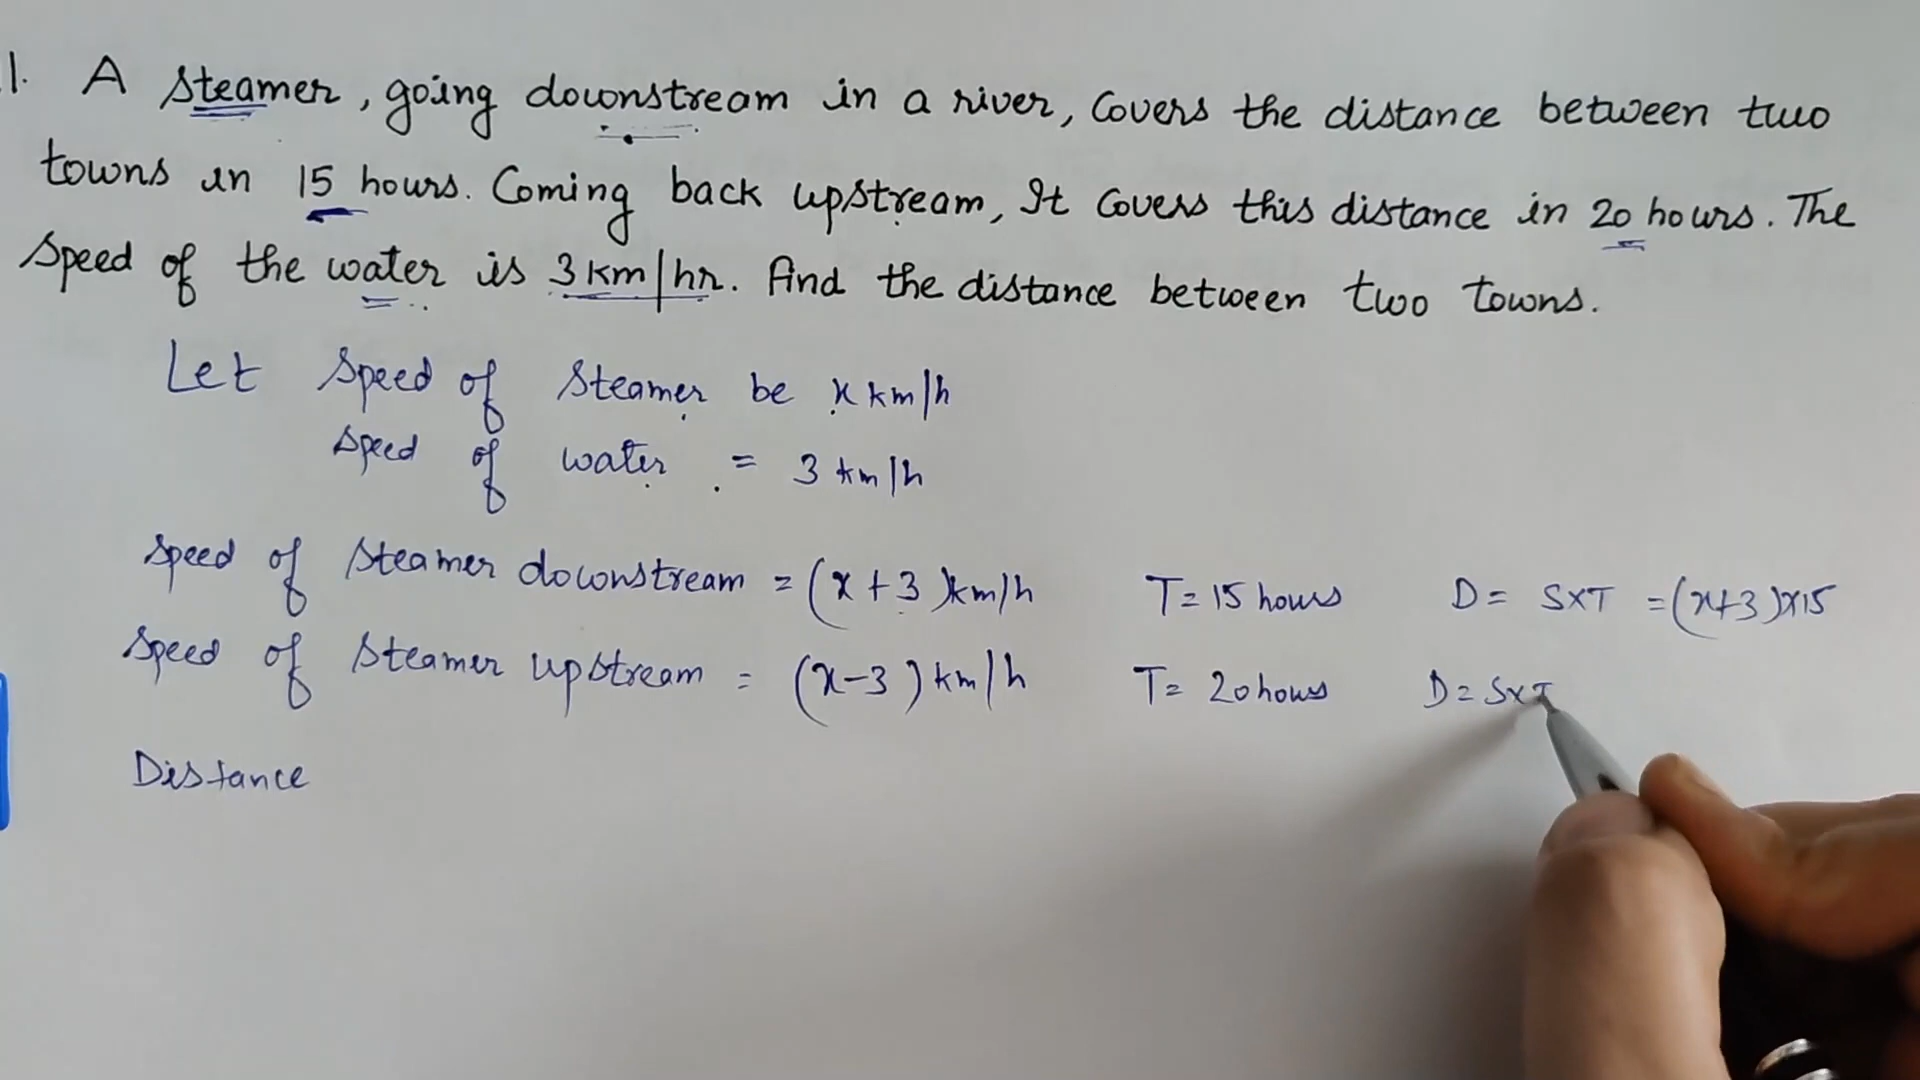 1. A steamer, going downstream in a river, covers the distance between two
towns in 15 hours. Coming back upstream, It covers this distance in 20 hours. The
speed of the water is 3 km/hr. Find the distance between two towns.
Let speed of steamer be x km/h
speed of water = 3 km/h
speed of steamer downstream = (x+3)km/h T= 15 hours D= S×T =(x+3)×15
speed of steamer upstream = (x-3) km/h T= 20 hours D= S×T
Distance